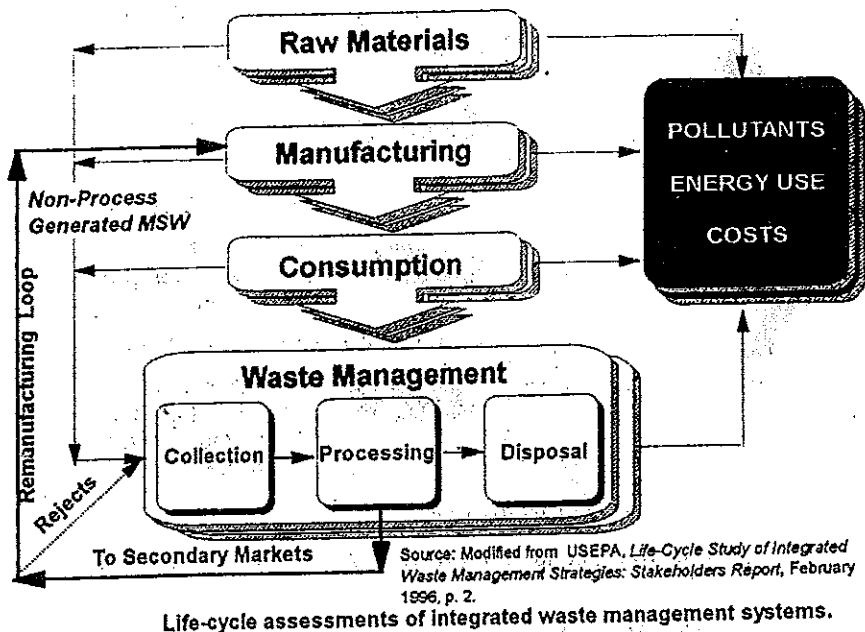 Raw Materials
POLLUTANTS
ENERGY USE
COSTS
Manufacturing
Non-Process
Generated MSW
Consumption
Remanufacturing Loop
Waste Management
Collection
Processing
Disposal
Rejects
To Secondary Markets
Source: Modified from USEPA, Life-Cycle Study of Integrated
Waste Management Strategies: Stakeholders Report, February
1996, p. 2.
Life-cycle assessments of integrated waste management systems.